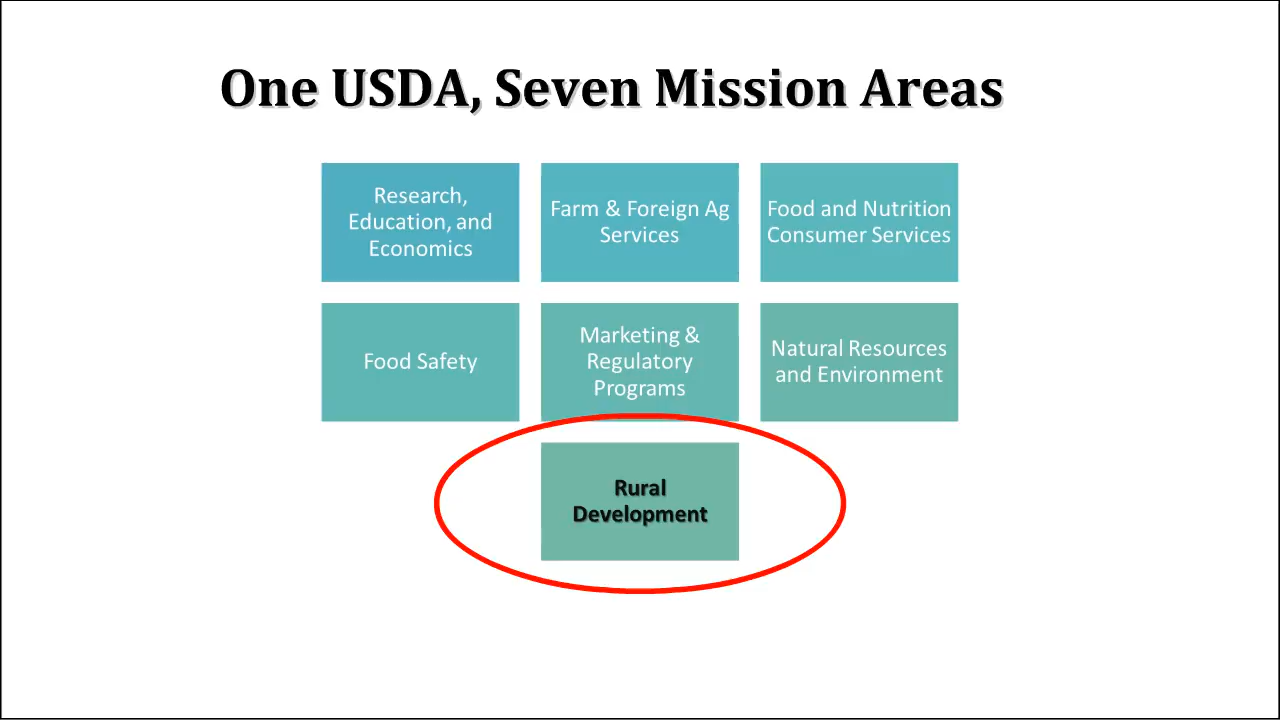 One USDA, Seven Mission Areas
Research,
Education, and
Economics
Farm & Foreign Ag
Services
Food and Nutrition
Consumer Services
Food Safety
Marketing &
Regulatory
Programs
Natural Resources
and Environment
Rural
Development